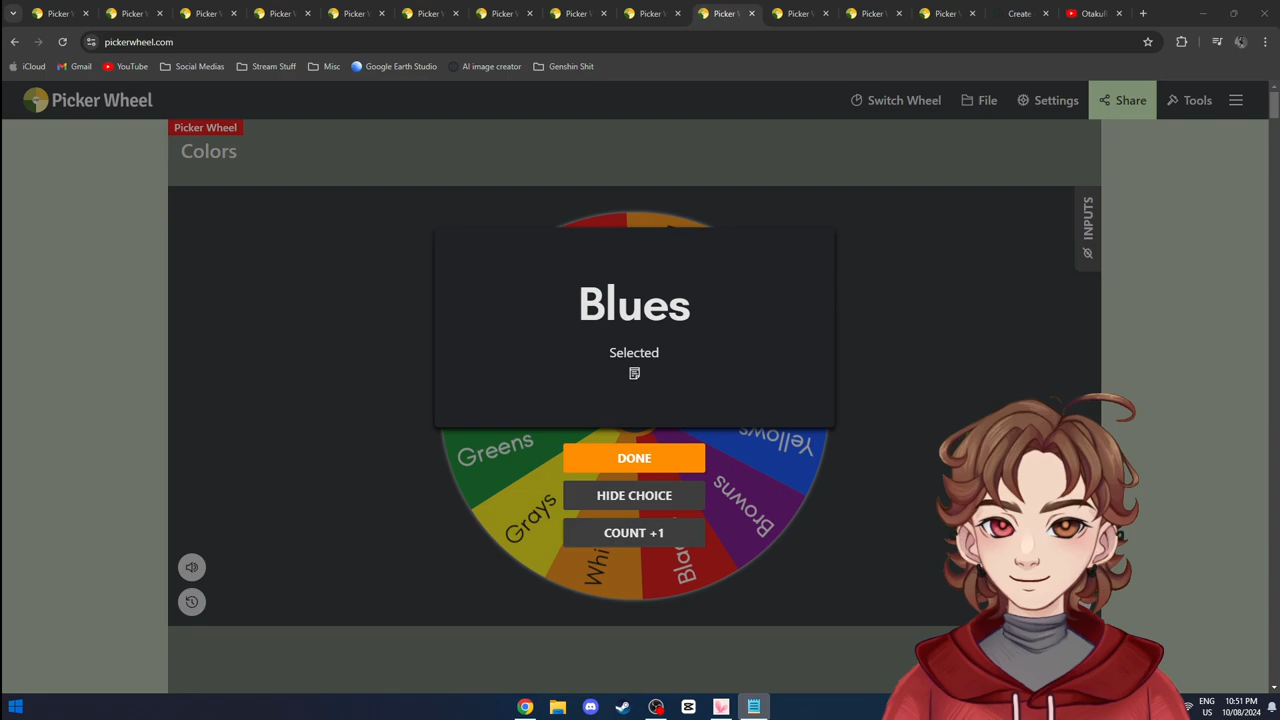 Picker W
Picker W
Picker W
Picker W
Picker W
Picker W
Picker W
Picker W
Picker W
Picker W
Picker W
Picker W
Picker W
Create
Otaku
pickerwheel.com
iCloud
Gmail
YouTube
Social Medias
Stream Stuff
Misc
Google Earth Studio
AI image creator
Genshin Shit
Picker Wheel
Switch Wheel
File
Settings
Share
Tools
Picker Wheel
Colors
INPUTS
Blues
Selected
Greens
Yellows
DONE
Grays
HIDE CHOICE
Browns
COUNT +1
Whi
Bla
ENG
US
10:51 PM
10/08/2024